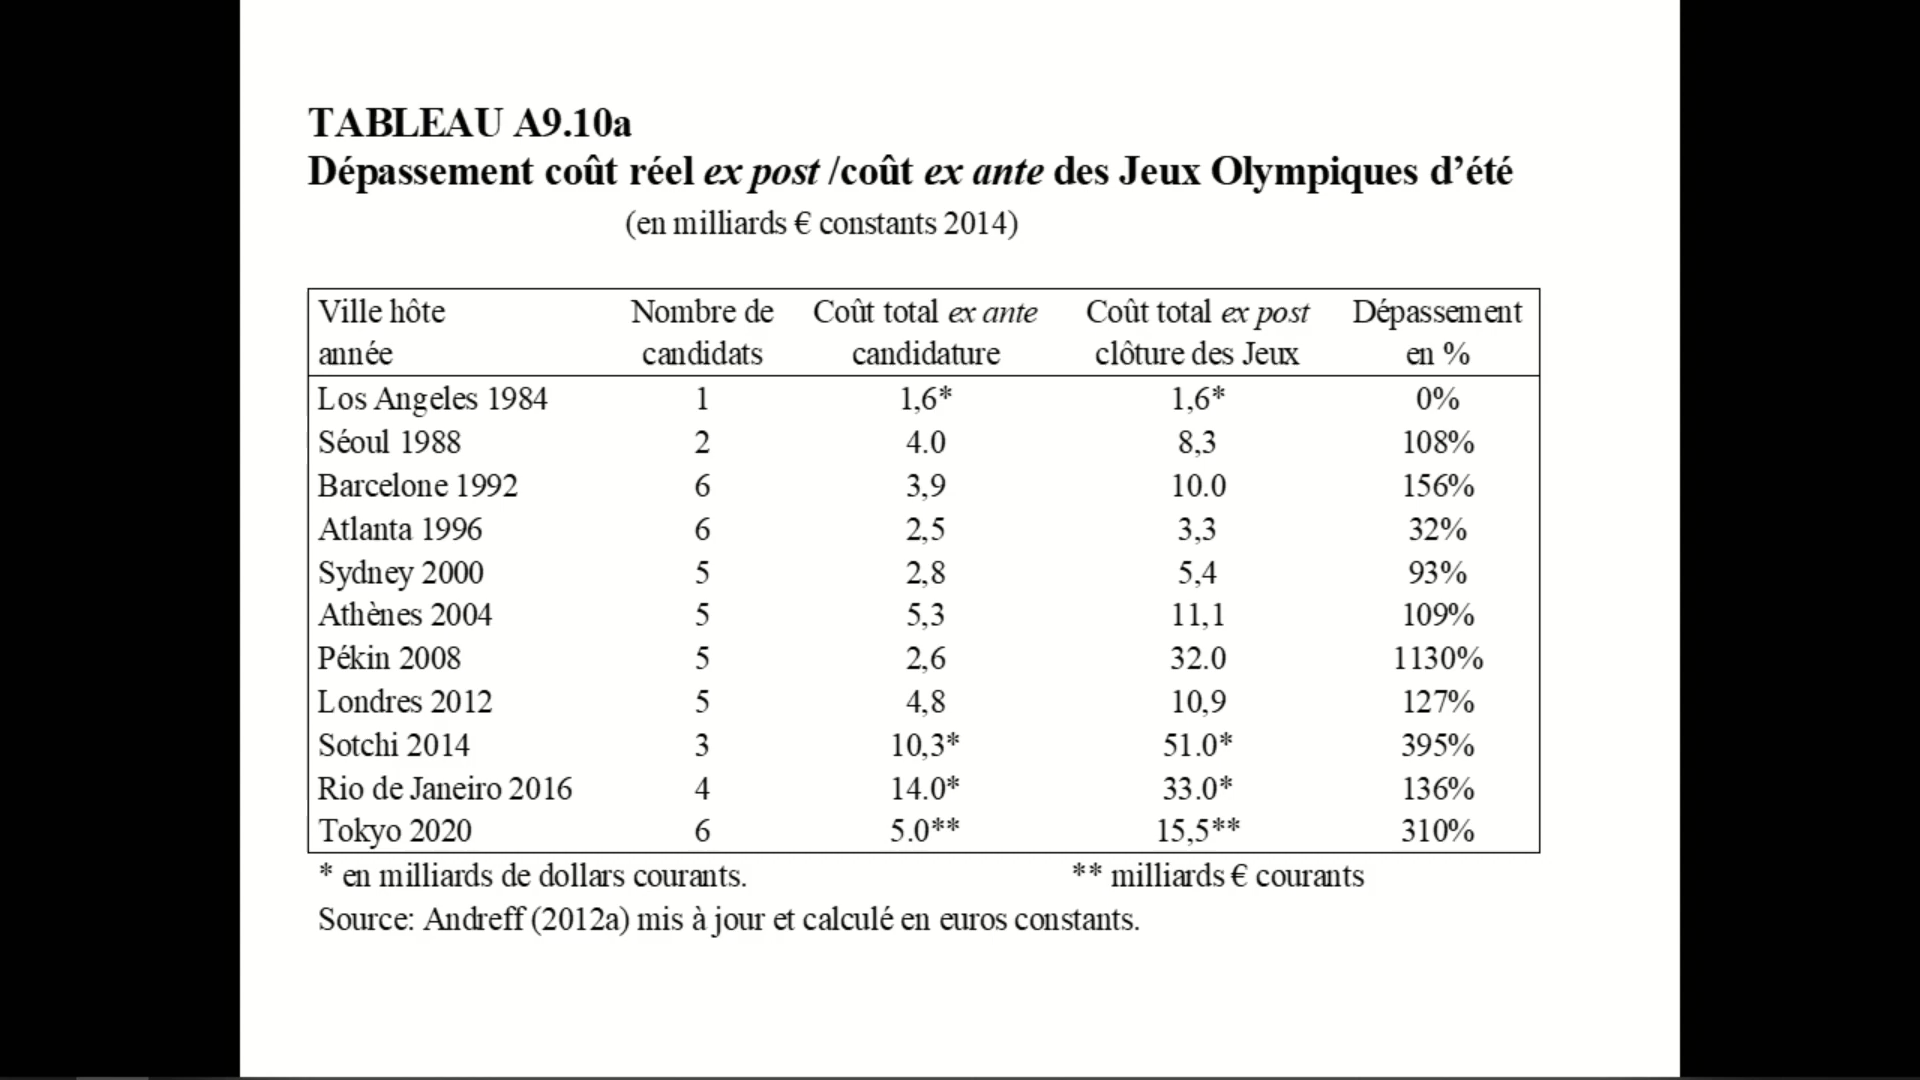 TABLEAU A9.10a
Dépassement coût réel ex post /coût ex ante des Jeux Olympiques d’été
(en milliards € constants 2014)
Ville hôte Nombre de Coût total ex ante Coût total ex post Dépassement
année candidats candidature clôture des Jeux en %
Los Angeles 1984 1 1,6* 1,6* 0%
Séoul 1988 2 4.0 8,3 108%
Barcelone 1992 6 3,9 10.0 156%
Atlanta 1996 6 2,5 3,3 32%
Sydney 2000 5 2,8 5,4 93%
Athènes 2004 5 5,3 11,1 109%
Pékin 2008 5 2,6 32.0 1130%
Londres 2012 5 4,8 10,9 127%
Sotchi 2014 3 10,3* 51.0* 395%
Rio de Janeiro 2016 4 14.0* 33.0* 136%
Tokyo 2020 6 5.0** 15,5** 310%
* en milliards de dollars courants. ** milliards € courants
Source: Andreff (2012a) mis à jour et calculé en euros constants.